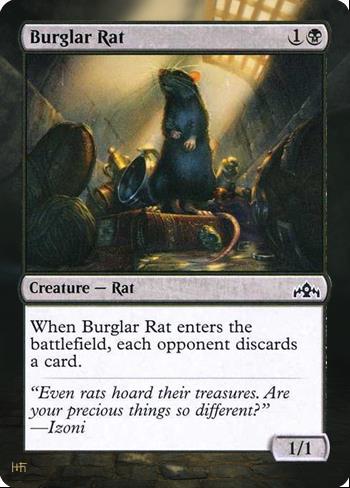 Burglar Rat 1
Creature — Rat
When Burglar Rat enters the
battlefield, each opponent discards
a card.
“Even rats hoard their treasures. Are
your precious things so different?”
—Izoni
1/1